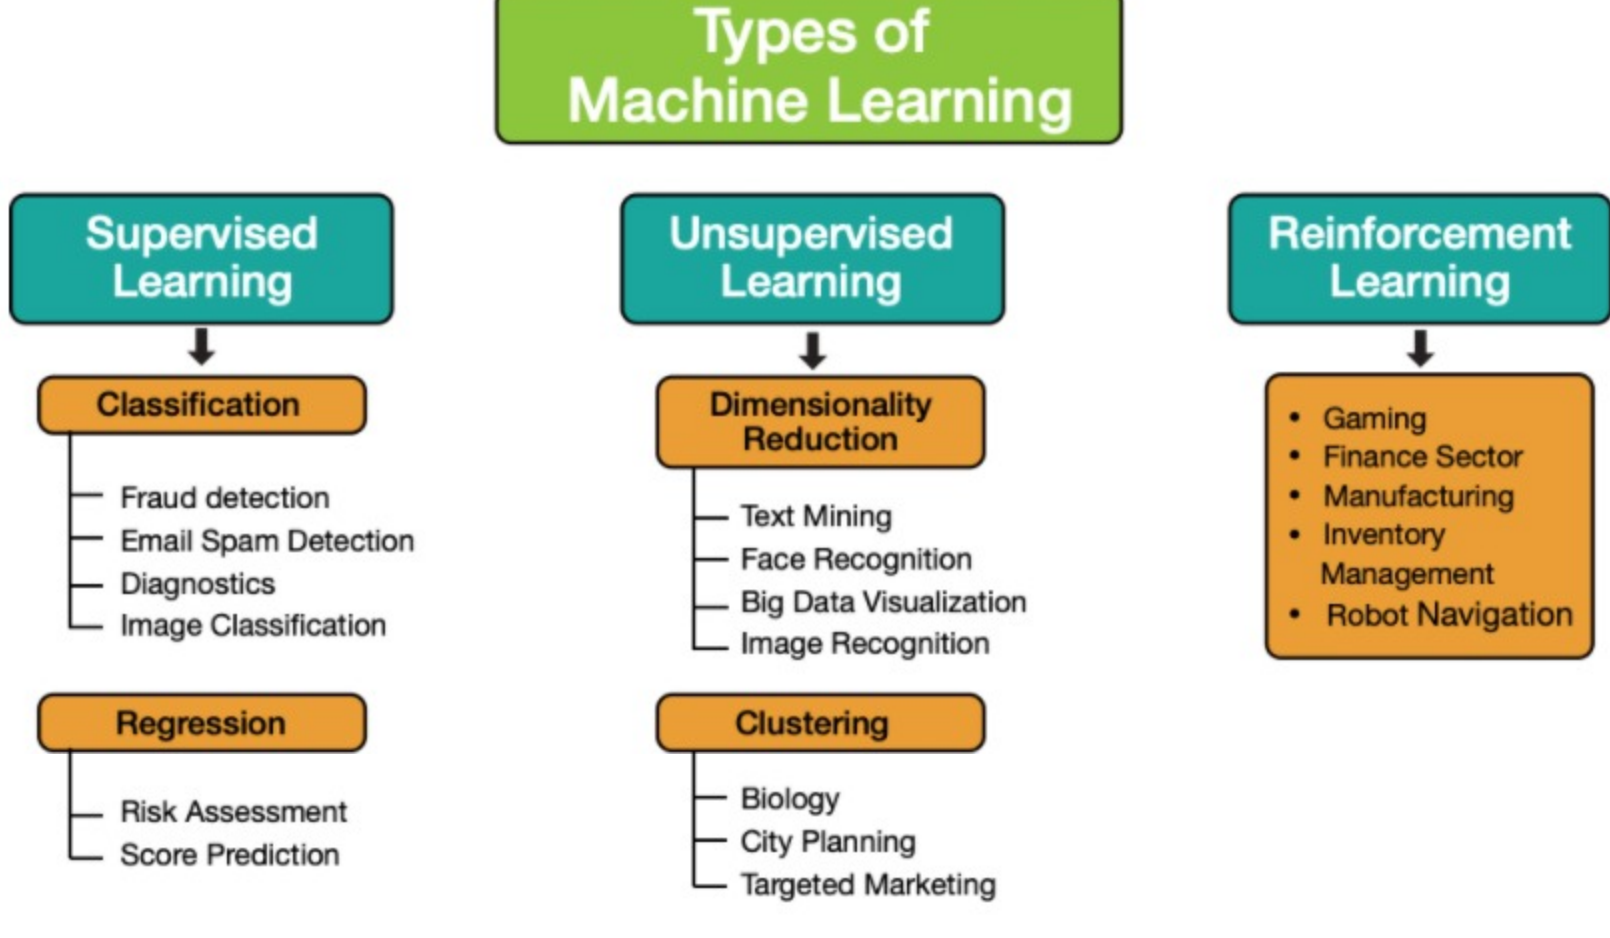 Types of
Machine Learning
Supervised
Learning
Classification
Fraud detection
Email Spam Detection
Diagnostics
Image Classification
Regression
Risk Assessment
Score Prediction
Unsupervised
Learning
Dimensionality
Reduction
Text Mining
Face Recognition
Big Data Visualization
Image Recognition
Clustering
Biology
City Planning
Targeted Marketing
Reinforcement
Learning
• Gaming
• Finance Sector
• Manufacturing
• Inventory
Management
• Robot Navigation